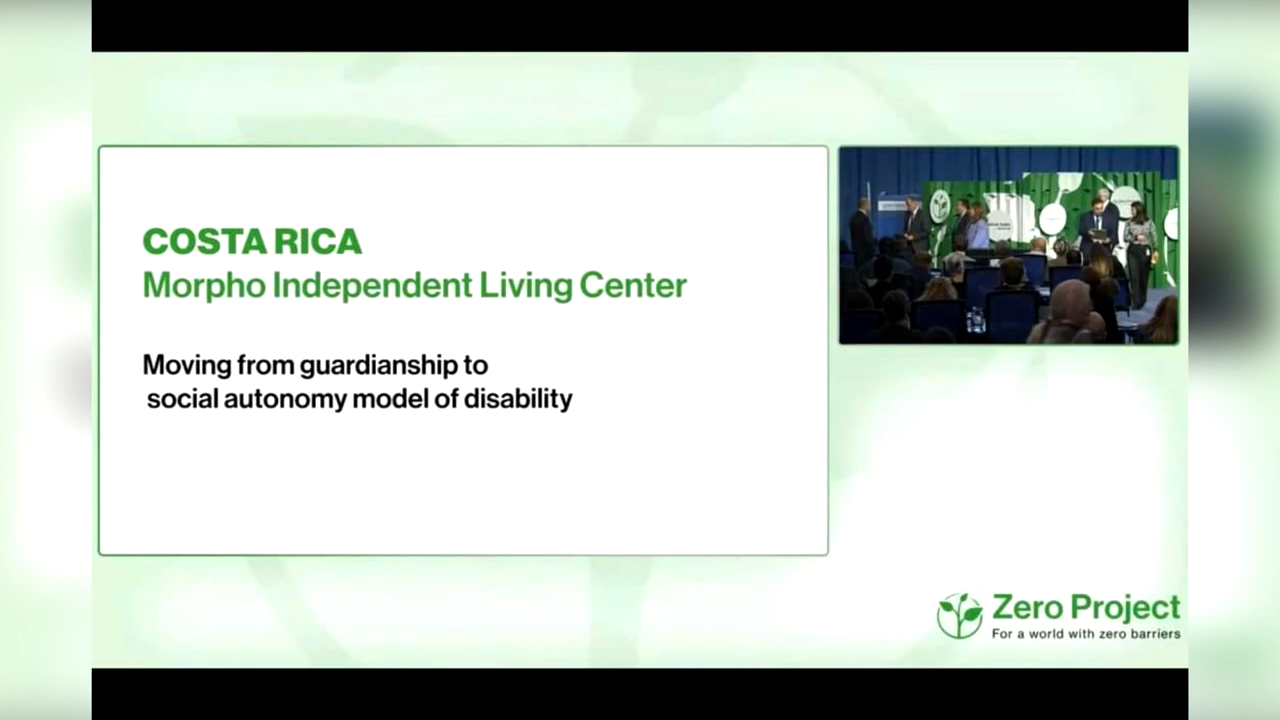 COSTA RICA
Morpho Independent Living Center
Moving from guardianship to
social autonomy model of disability
Zero Project
For a world with zero barriers